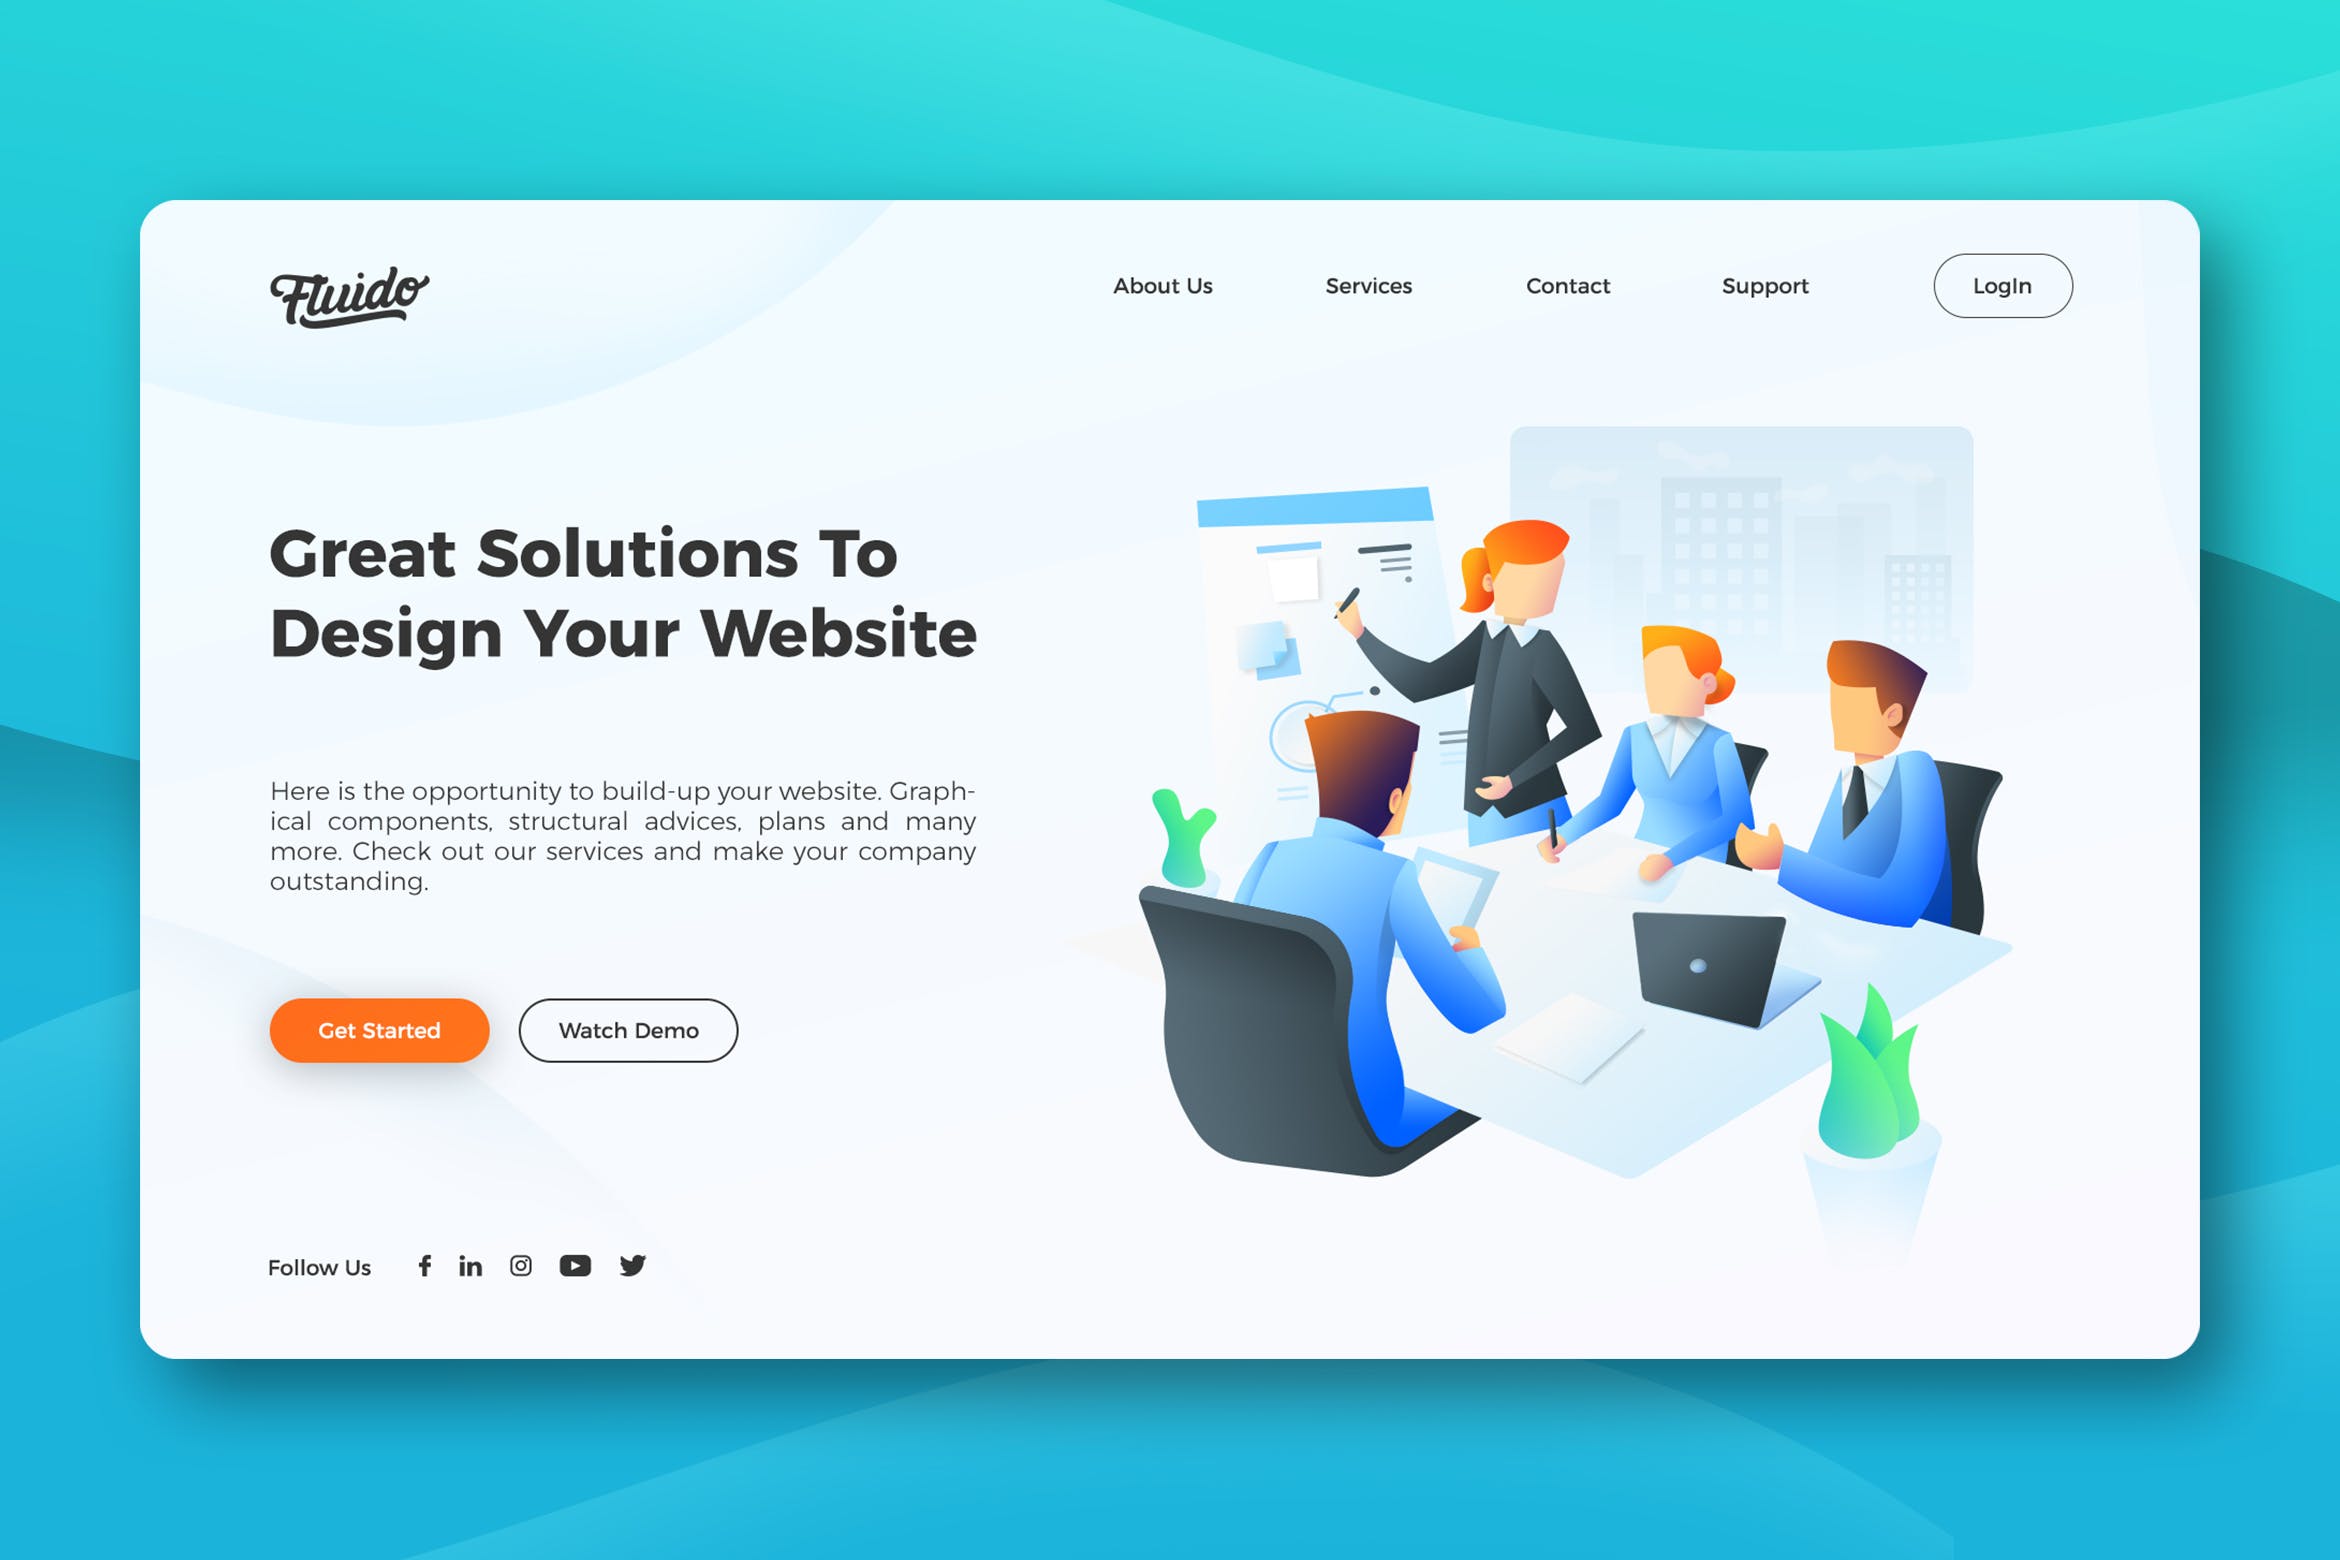 Fluido
About Us
Services
Contact
Support
LogIn
Great Solutions To
Design Your Website
Here is the opportunity to build-up your website. Graph-
ical components, structural advices, plans and many
more. Check out our services and make your company
outstanding.
Get Started
Watch Demo
Follow Us